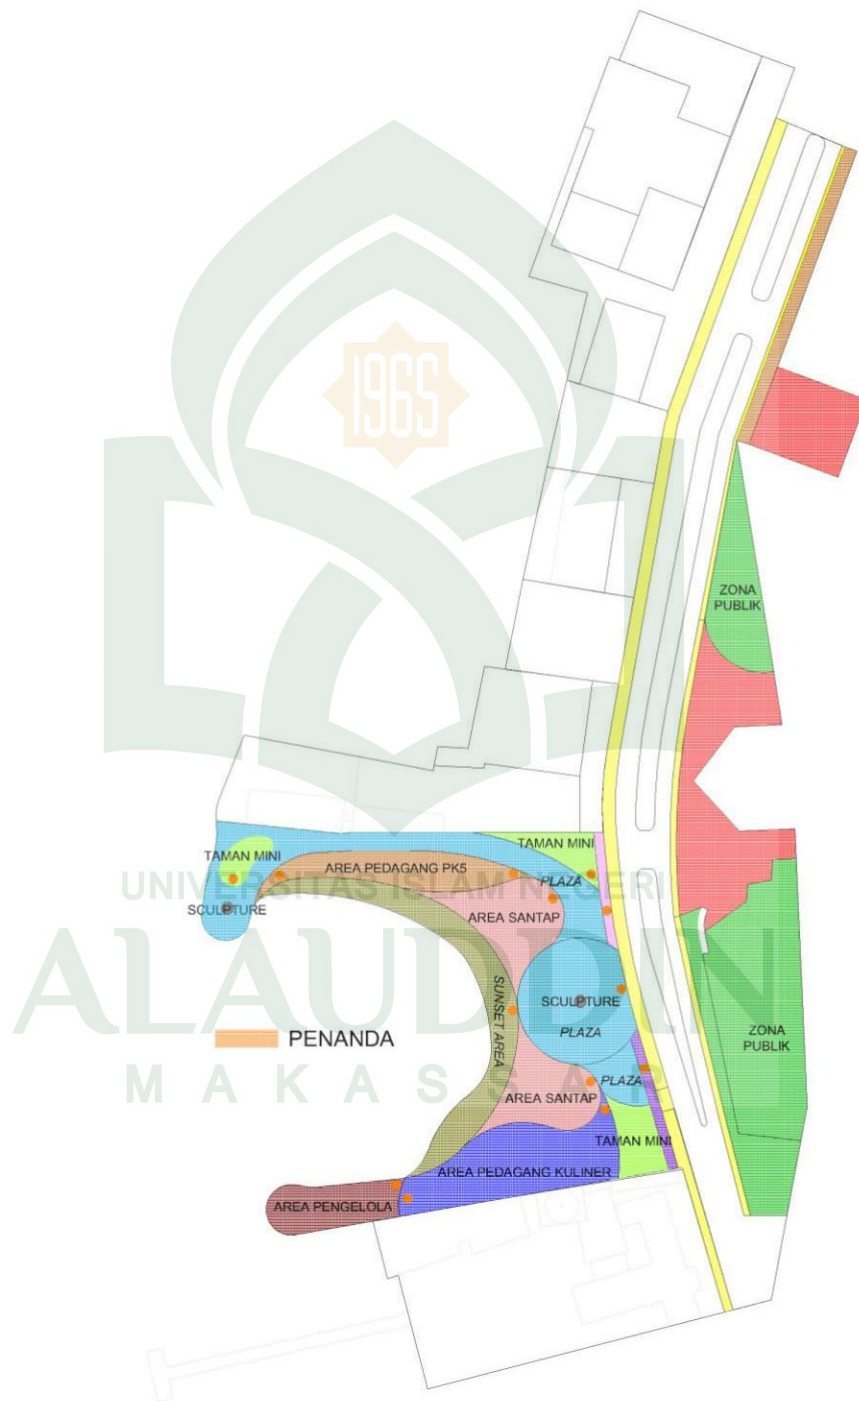 1965
ZONA
PUBLIK
TAMAN MINI
TAMAN MINI
AREA PEDAGANG PK5
PLAZA
UNIVERSITAS ISLAM NEGERI
SCULPTURE
AREA SANTAP
ALAUDDIN
SUNSET AREA
SCULPTURE
PLAZA
PENANDA
ZONA
PUBLIK
MAKASSAR
PLAZA
AREA SANTAP
TAMAN MINI
AREA PEDAGANG KULINER
AREA PENGELOLA